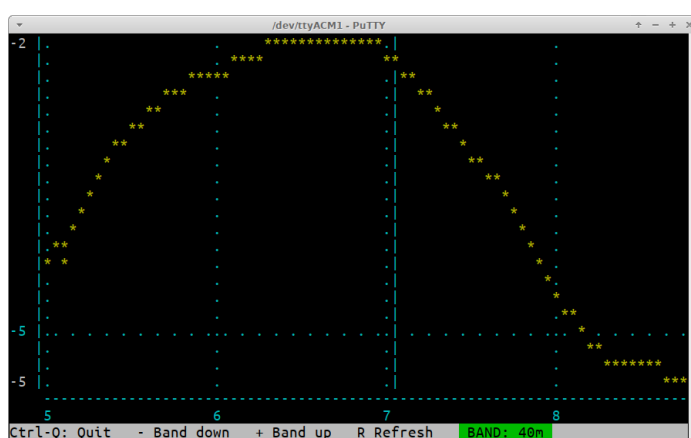 /dev/ttyACM1 - PuTTY
-2
-5
-5
5 6 7 8
Ctrl-Q: Quit - Band down + Band up R Refresh BAND: 40m